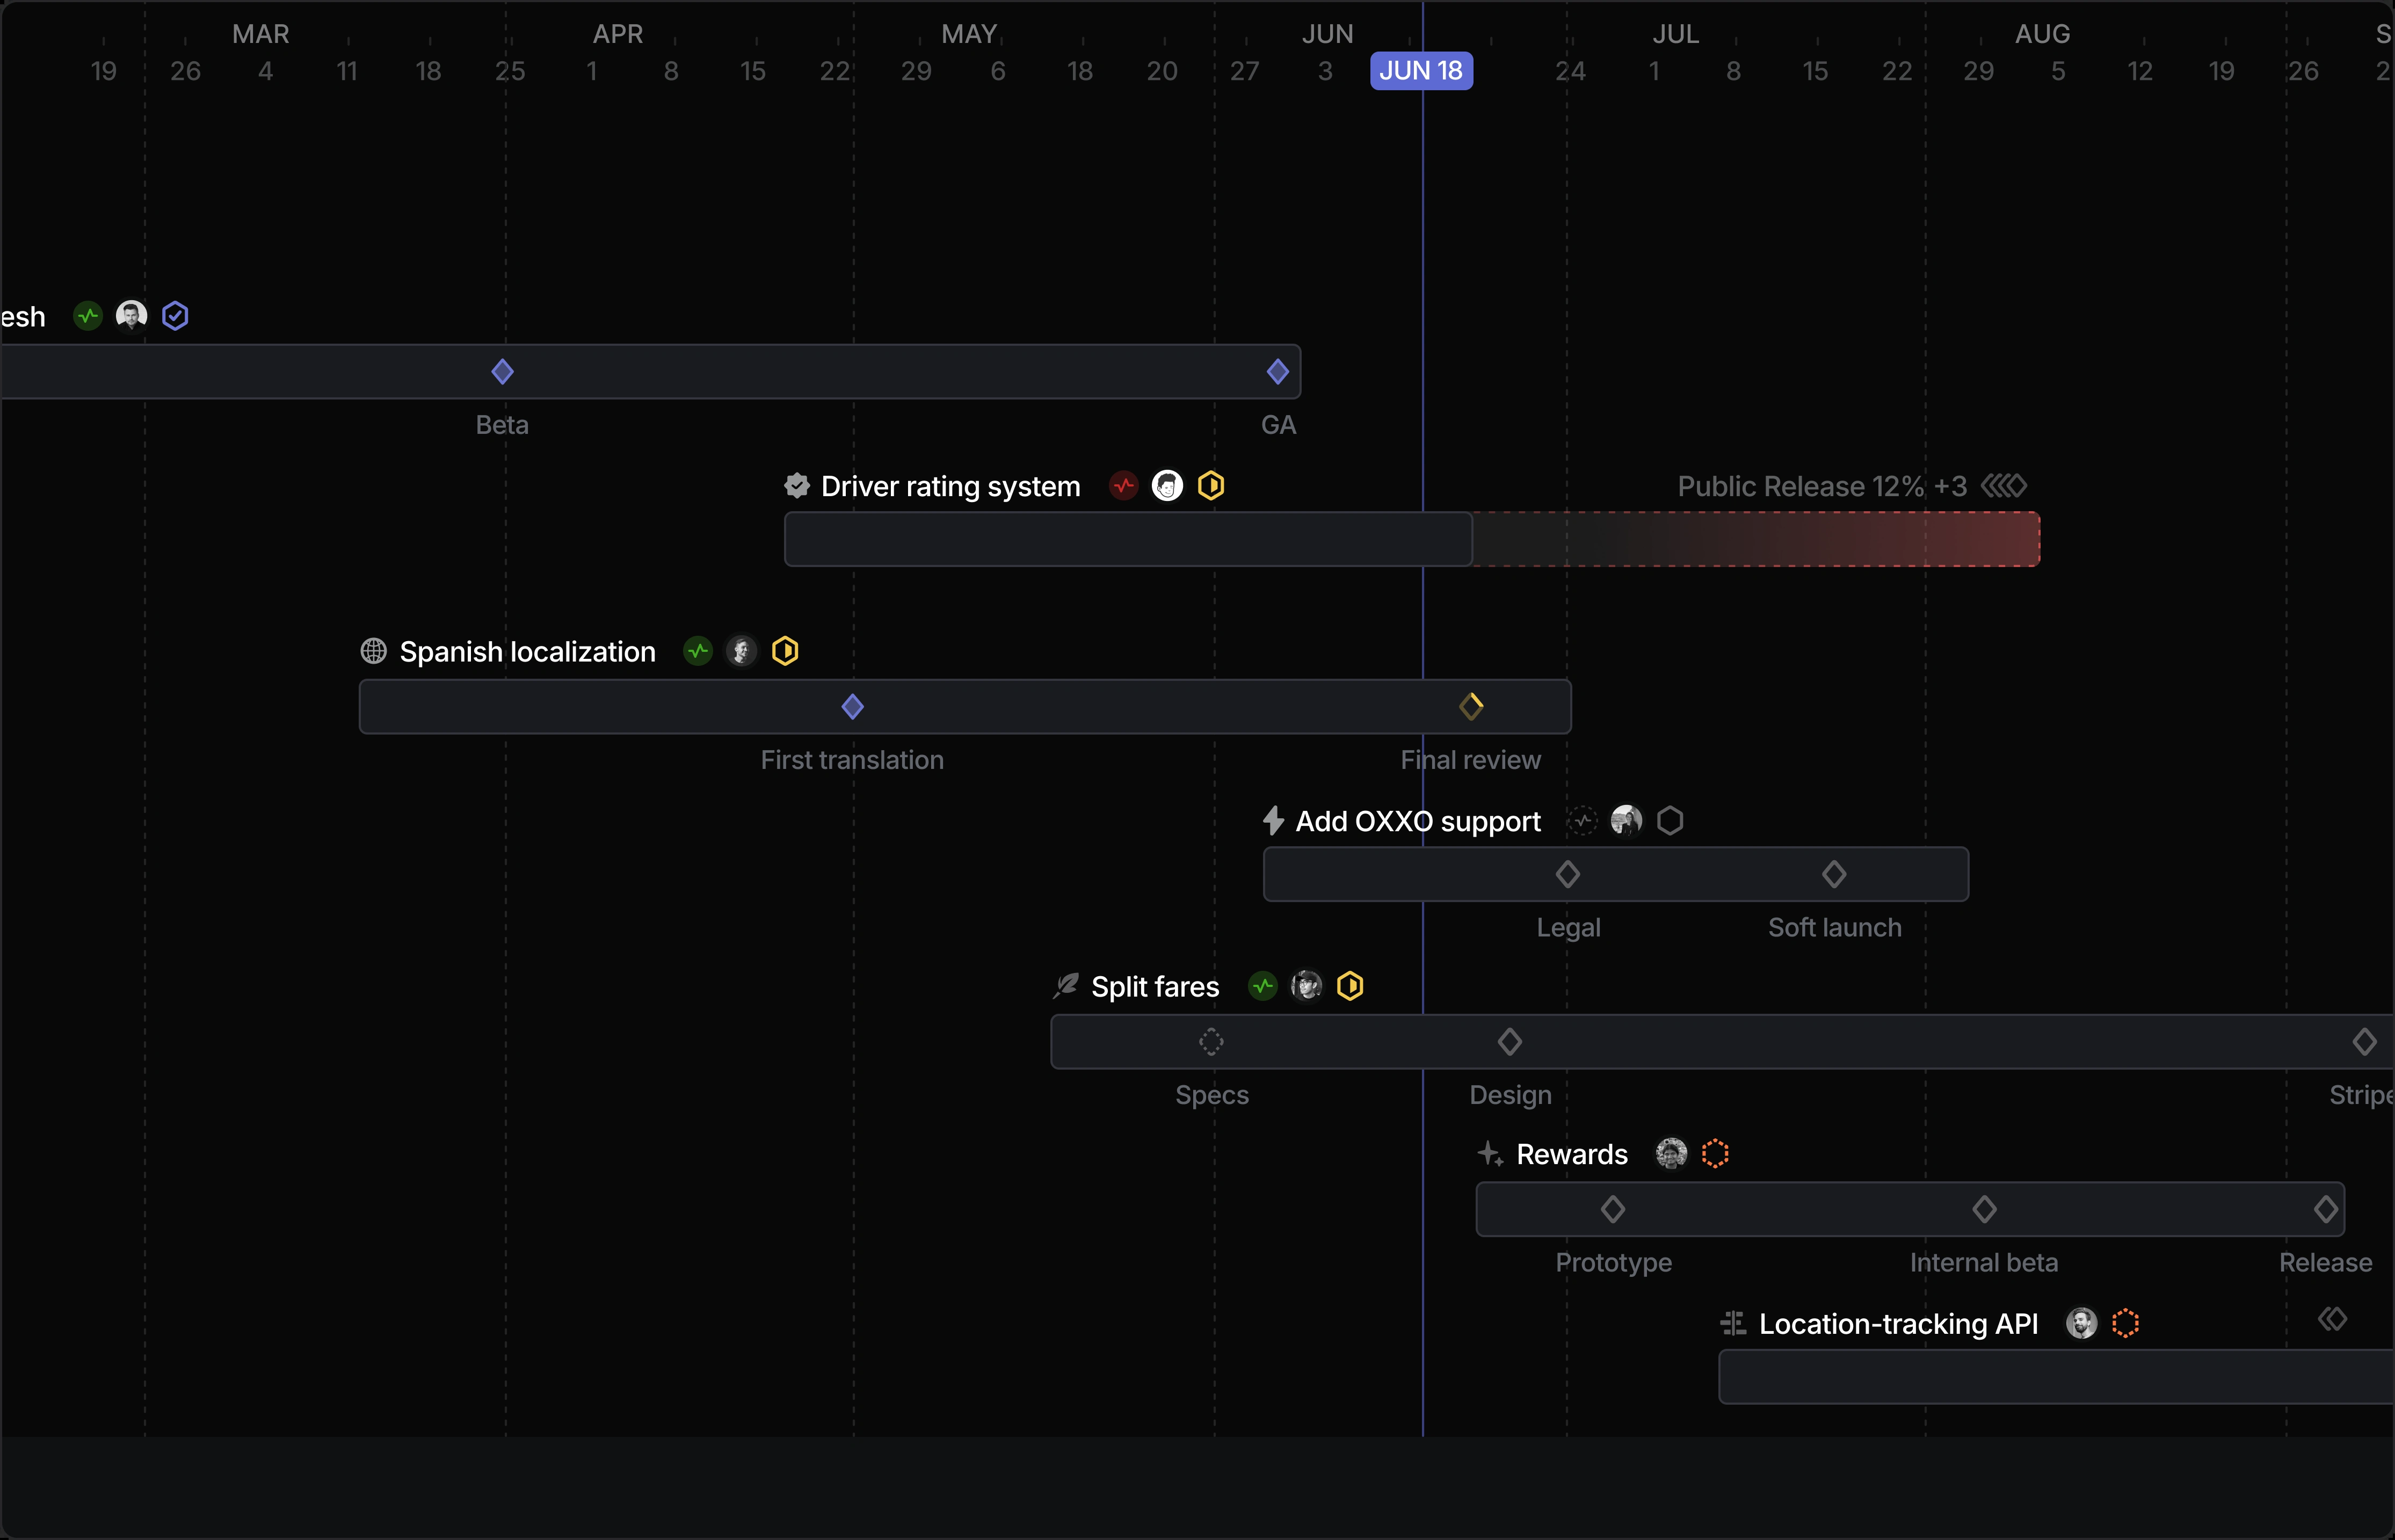 MAR APR MAY JUN JUL AUG S
19 26 4 11 18 25 1 8 15 22 29 6 18 20 27 3 JUN 18 24 1 8 15 22 29 5 12 19 26 2
esh
Beta GA
Driver rating system Public Release 12% +3
Spanish localization
First translation Final review
Add OXXO support
Legal Soft launch
Split fares
Specs Design Stripe
Rewards
Prototype Internal beta Release
Location-tracking API